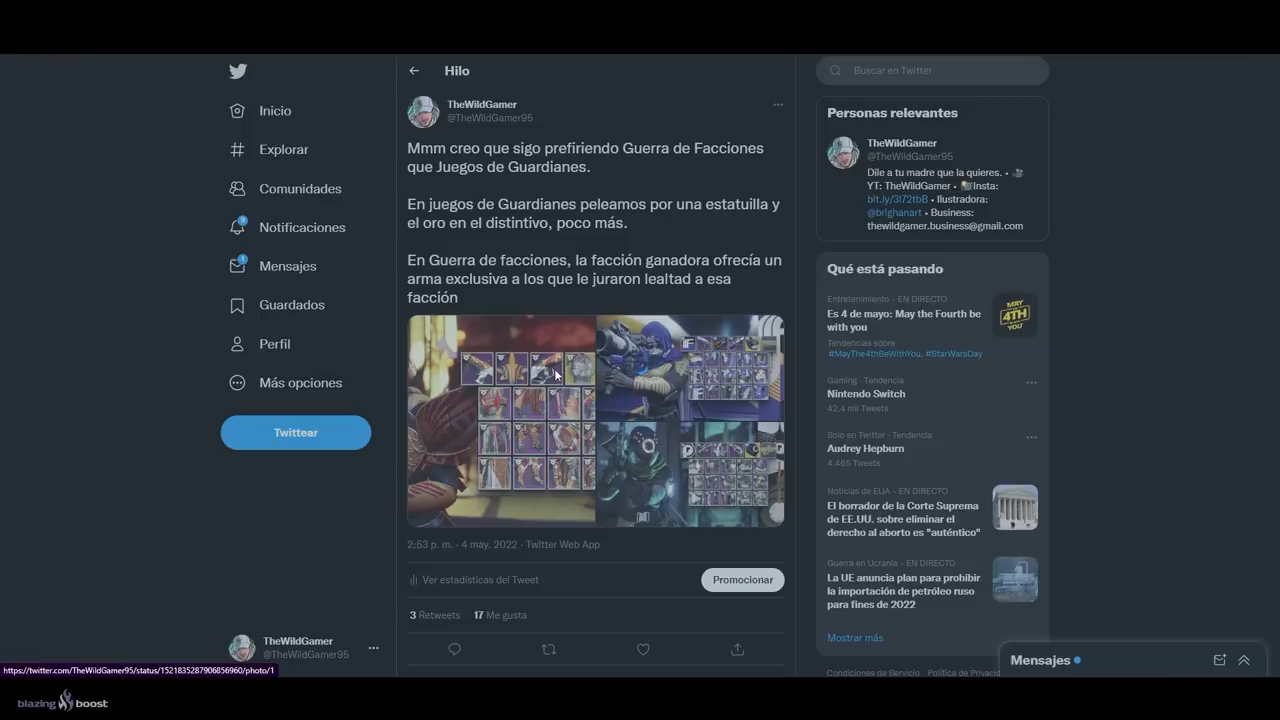 Inicio
Explorar
Comunidades
9
Notificaciones
1
Mensajes
Guardados
Perfil
Más opciones
Twittear
TheWildGamer
@TheWildGamer95
https://twitter.com/TheWildGamer95/status/1521835287906856960/photo/1
blazing boost
Hilo
TheWildGamer
@TheWildGamer95
Mmm creo que sigo prefiriendo Guerra de Facciones
que Juegos de Guardianes.
En juegos de Guardianes peleamos por una estatuilla y
el oro en el distintivo, poco más.
En Guerra de facciones, la facción ganadora ofrecía un
arma exclusiva a los que le juraron lealtad a esa
facción
2:53 p. m. · 4 may. 2022 · Twitter Web App
Ver estadísticas del Tweet
Promocionar
3 Retweets 17 Me gusta
Buscar en Twitter
Personas relevantes
TheWildGamer
@TheWildGamer95
Dile a tu madre que la quieres. •
YT: TheWildGamer • Insta:
bit.ly/3l72tbB • Ilustradora:
@brighanart • Business:
thewildgamer.business@gmail.com
Qué está pasando
Entretenimiento · EN DIRECTO
Es 4 de mayo: May the Fourth be
with you
Tendencias sobre
#MayThe4thBeWithYou, #StarWarsDay
MAY
4TH
YOU
Gaming · Tendencia
Nintendo Switch
42,4 mil Tweets
Solo en Twitter · Tendencia
Audrey Hepburn
4.465 Tweets
Noticias de EUA · EN DIRECTO
El borrador de la Corte Suprema
de EE.UU. sobre eliminar el
derecho al aborto es "auténtico"
Guerra en Ucrania · EN DIRECTO
La UE anuncia plan para prohibir
la importación de petróleo ruso
para fines de 2022
Mostrar más
Condiciones de Servicio Política de Privacid
Mensajes